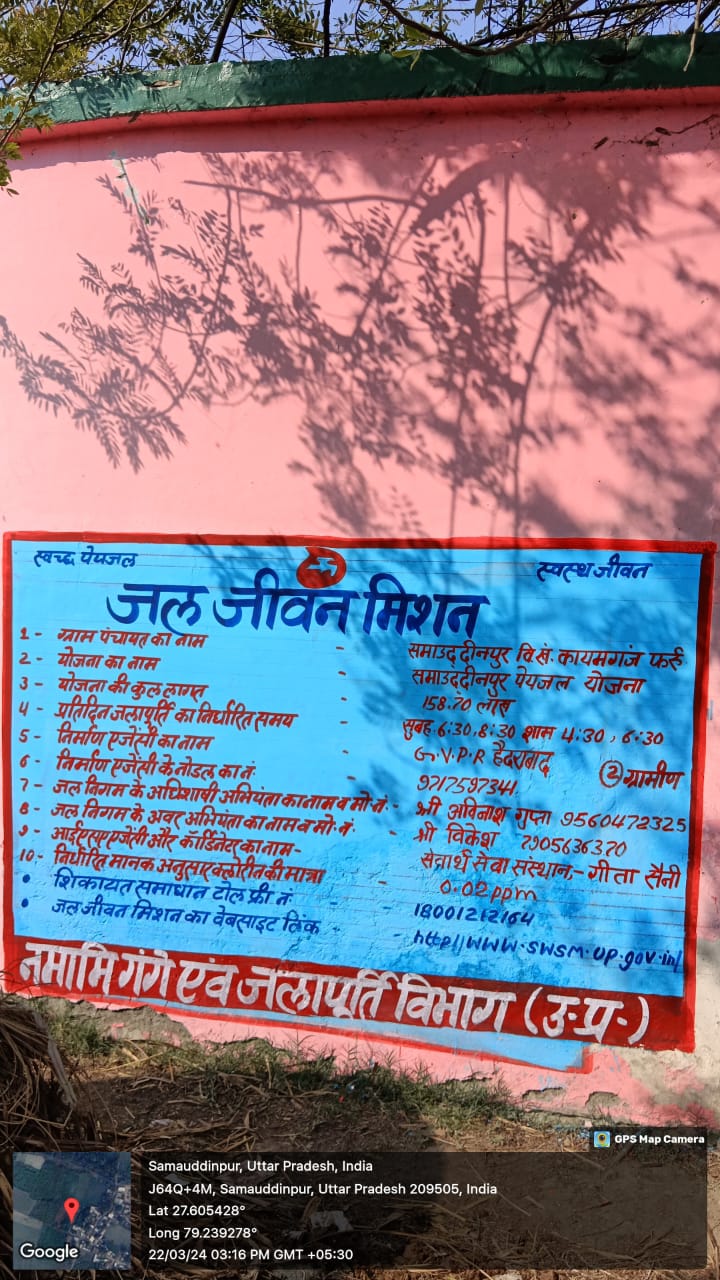 स्वच्छ पेयजल
स्वस्थ जीवन
जल जीवन मिशन
1 - ग्राम पंचायत का नाम - समाउद्दीनपुर वि.सं. कायमगंज फर्रु.
2 - योजना का नाम समाउद्दीनपुर पेयजल योजना
3 - योजना की कुल लागत - 158.70 लाख
4 - प्रतिदिन जलापूर्ति का निर्धारित समय - सुबह.6:30,8:30 शाम 4:30,6:30
5 - निर्माण एजेंसी का नाम - G.V.P.R हैदराबाद
6 - निर्माण एजेंसी के नोडल का नं. 9717597341 ② ग्रामीण
7 - जल निगम के अधिशाषी अभियंता का नाम व मो.नं. - श्री अविनाश गुप्ता 9560472325
8 - जल निगम के अवर अभियंता का नाम व मो. नं. - श्री विकेश 7905636370
9 - आईएसए एजेंसी और कॉर्डिनेटर का नाम - सेवार्थ सेवा संस्थान - गीता सैनी
10 - निर्धारित मानक अनुसार क्लोरीन की मात्रा - 0.02ppm
• शिकायत समाधान टोल फ्री नं. 18001212164
• जल जीवन मिशन का वेबसाइट लिंक - http//www.swsm.up.gov.in/
नमामि गंगे एंव जलापूर्ति विभाग (उ.प्र.)
GPS Map Camera
Samauddinpur, Uttar Pradesh, India
J64Q+4M, Samauddinpur, Uttar Pradesh 209505, India
Lat 27.605428°
Long 79.239278°
22/03/24 03:16 PM GMT +05:30
Google